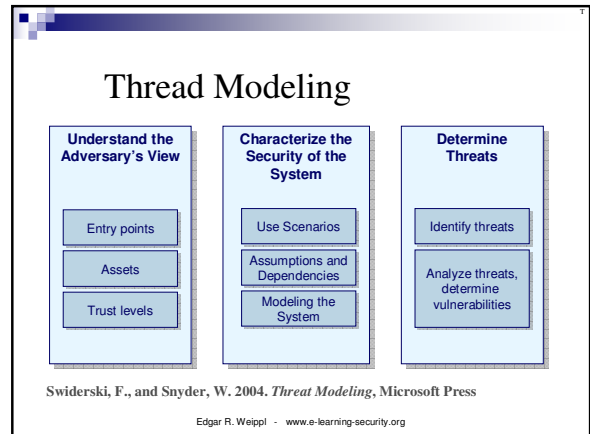 T
Thread Modeling
Understand the
Adversary's View
Entry points
Assets
Trust levels
Characterize the
Security of the
System
Use Scenarios
Assumptions and
Dependencies
Modeling the
System
Determine
Threats
Identify threats
Analyze threats,
determine
vulnerabilities
Swiderski, F., and Snyder, W. 2004. Threat Modeling, Microsoft Press
Edgar R. Weippl - www.e-learning-security.org